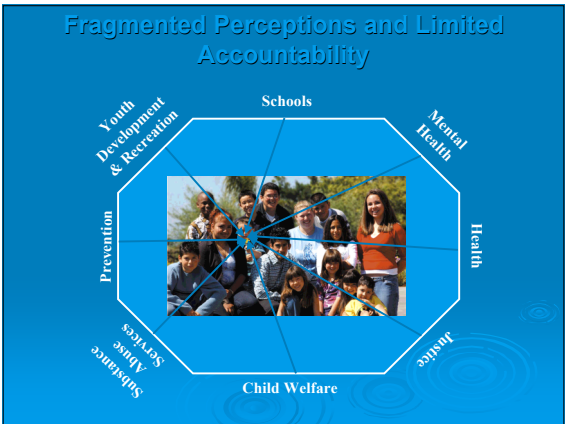 Fragmented Perceptions and Limited
Accountability
Schools
Mental
Health
Health
Justice
Child Welfare
Substance
Abuse
Services
Prevention
Youth
Development
& Recreation